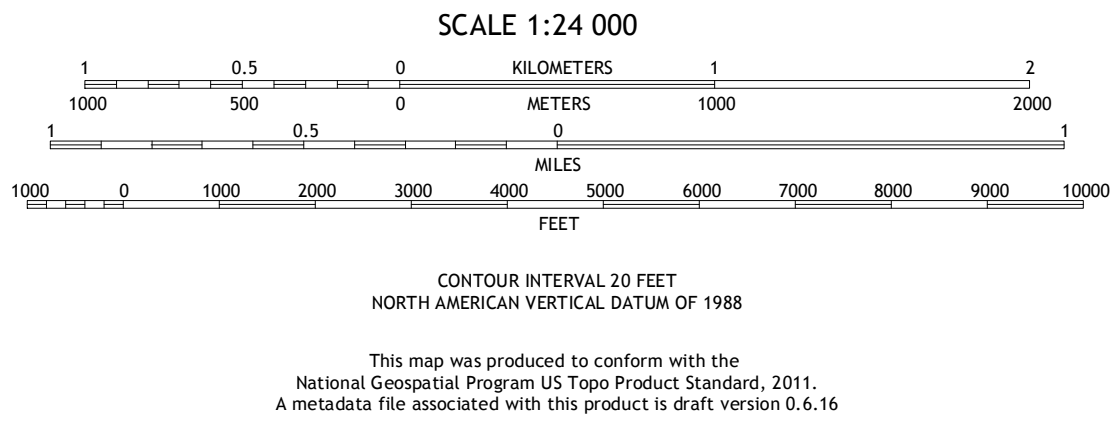 SCALE 1:24 000
1 0.5 0 KILOMETERS 1 2
1000 500 0 METERS 1000 2000
1 0.5 0 1
MILES
1000 0 1000 2000 3000 4000 5000 6000 7000 8000 9000 10000
FEET
CONTOUR INTERVAL 20 FEET
NORTH AMERICAN VERTICAL DATUM OF 1988
This map was produced to conform with the
National Geospatial Program US Topo Product Standard, 2011.
A metadata file associated with this product is draft version 0.6.16